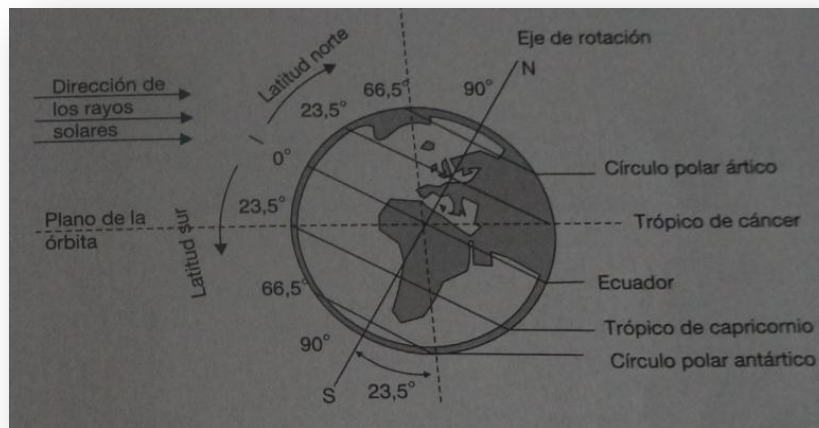 Eje de rotación
N
Latitud norte
Dirección de
los rayos
solares
66,5°
90°
23,5°
0°
Círculo polar ártico
23,5°
Plano de la
órbita
Trópico de cáncer
Latitud sur
Ecuador
66,5°
Trópico de capricornio
90°
Círculo polar antártico
S
23,5°